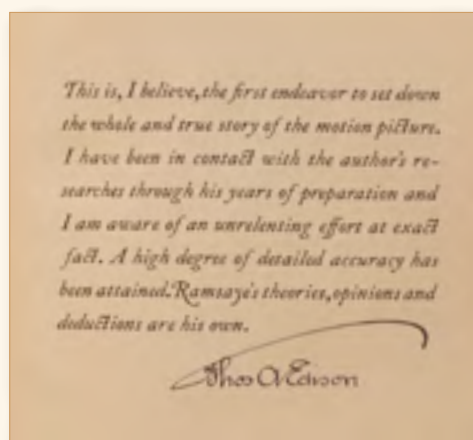 This is, I believe, the first endeavor to set down
the whole and true story of the motion picture.
I have been in contact with the author's re-
searches through his years of preparation and
I am aware of an unrelenting effort at exact
fact. A high degree of detailed accuracy has
been attained. Ramsaye's theories, opinions and
deductions are his own.
Thos A Edison